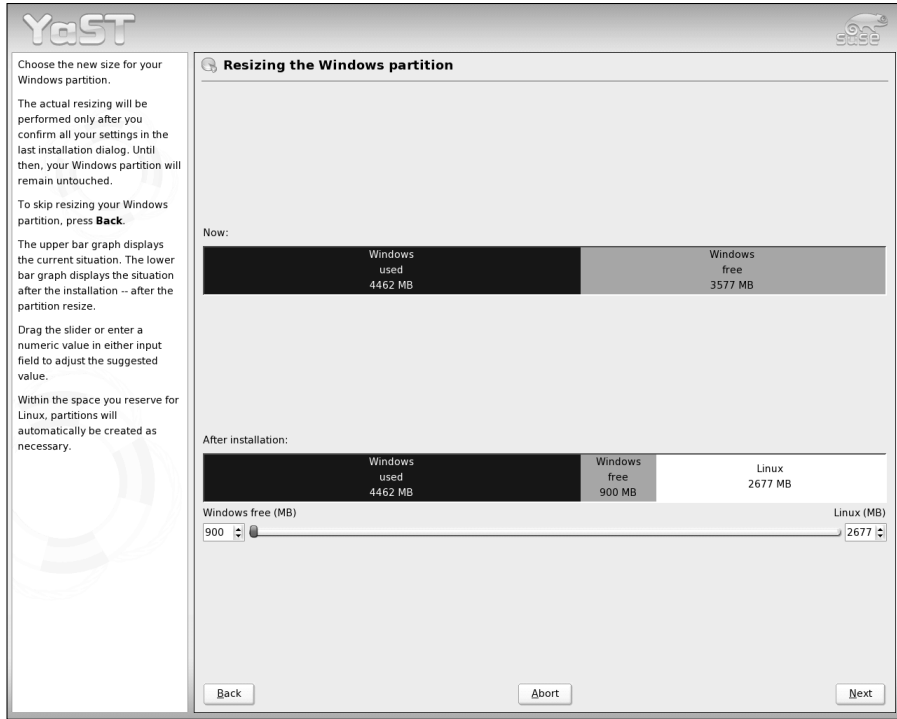 YaST
suse
Choose the new size for your
Windows partition.
The actual resizing will be
performed only after you
confirm all your settings in the
last installation dialog. Until
then, your Windows partition will
remain untouched.
To skip resizing your Windows
partition, press Back.
The upper bar graph displays
the current situation. The lower
bar graph displays the situation
after the installation -- after the
partition resize.
Drag the slider or enter a
numeric value in either input
field to adjust the suggested
value.
Within the space you reserve for
Linux, partitions will
automatically be created as
necessary.
Resizing the Windows partition
Now:
Windows
used
4462 MB
Windows
free
3577 MB
After installation:
Windows
used
4462 MB
Windows
free
900 MB
Linux
2677 MB
Windows free (MB)
Linux (MB)
900
2677
Back
Abort
Next